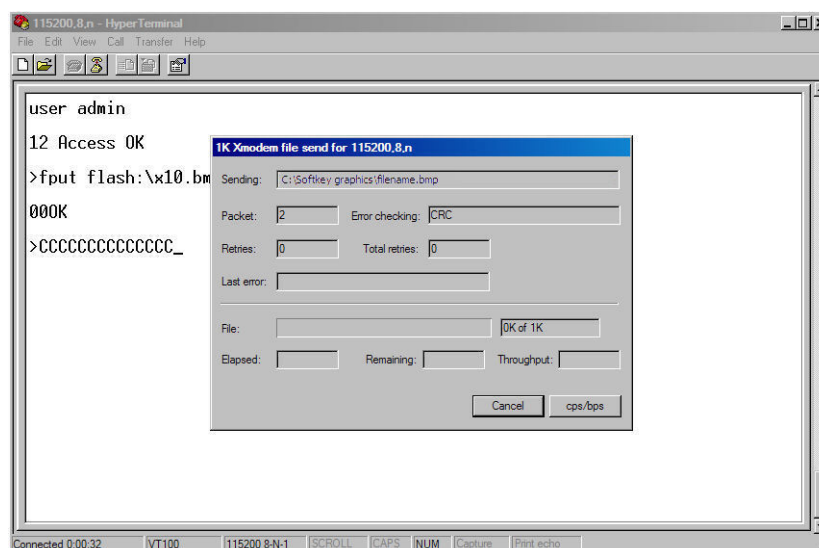 115200,8,n - HyperTerminal
File Edit View Call Transfer Help
user admin
12 Access OK
>fput flash:\x10.bm
00OK
>CCCCCCCCCCCCCC_
1K Xmodem file send for 115200,8,n
Sending: C:\Softkey graphics\filename.bmp
Packet: 2 Error checking: CRC
Retries: 0 Total retries: 0
Last error:
File: 0K of 1K
Elapsed: Remaining: Throughput:
Cancel cps/bps
Connected 0:00:32 VT100 115200 8-N-1 SCROLL CAPS NUM Capture Print echo